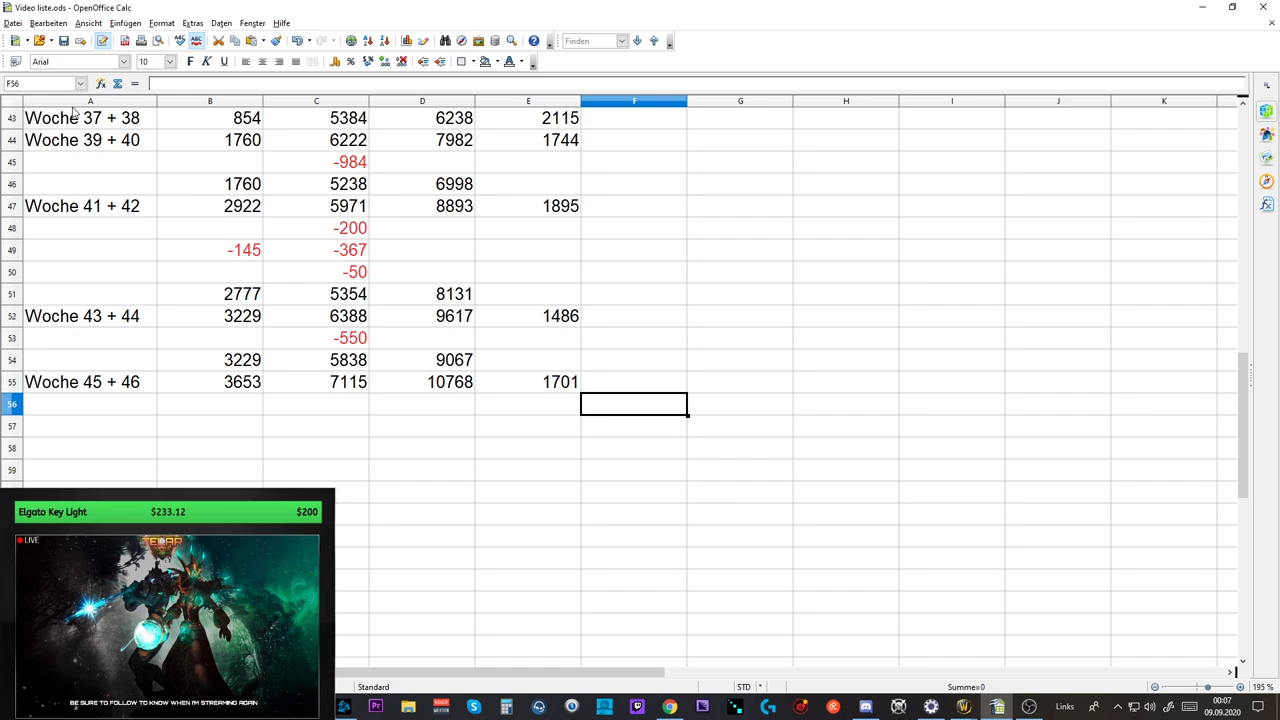 Video liste.ods - OpenOffice Calc
Datei Bearbeiten Ansicht Einfügen Format Extras Daten Fenster Hilfe
Finden
Arial 10
F56
A B C D E F G H I J K
43 Woche 37 + 38 854 5384 6238 2115
44 Woche 39 + 40 1760 6222 7982 1744
45 -984
46 1760 5238 6998
47 Woche 41 + 42 2922 5971 8893 1895
48 -200
49 -145 -367
50 -50
51 2777 5354 8131
52 Woche 43 + 44 3229 6388 9617 1486
53 -550
54 3229 5838 9067
55 Woche 45 + 46 3653 7115 10768 1701
56
57
58
59
Elgato Key Light $233.12 $200
LIVE
BE SURE TO FOLLOW TO KNOW WHEN I'M STREAMING AGAIN
Standard STD * Summe=0 195 %
Links 00:07
09.09.2020